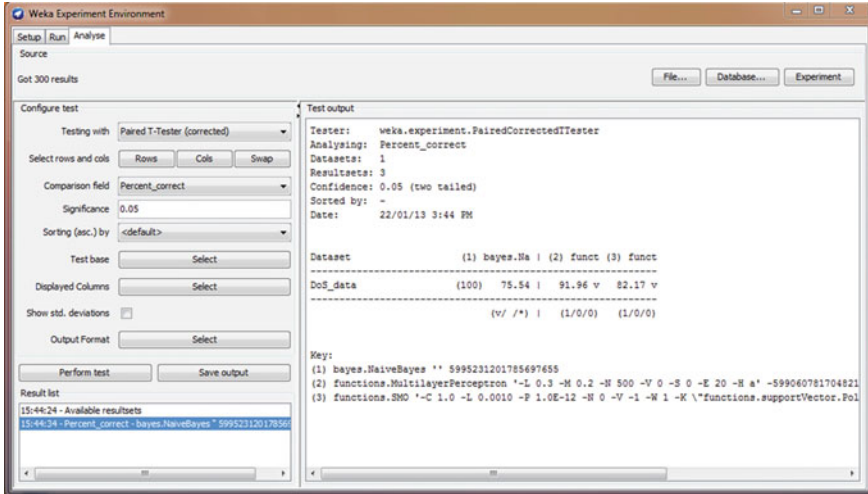 Weka Experiment Environment
Setup Run Analyse
Source
Got 300 results
File... Database... Experiment
Configure test
Testing with Paired T-Tester (corrected)
Select rows and cols Rows Cols Swap
Comparison field Percent_correct
Significance 0.05
Sorting (asc.) by <default>
Test base Select
Displayed Columns Select
Show std. deviations
Output Format Select
Perform test Save output
Result list
15:44:24 - Available resultsets
15:44:34 - Percent_correct - bayes.NaiveBayes '' 599523120178569
Test output
Tester: weka.experiment.PairedCorrectedTTester
Analysing: Percent_correct
Datasets: 1
Resultsets: 3
Confidence: 0.05 (two tailed)
Sorted by: -
Date: 22/01/13 3:44 PM
Dataset (1) bayes.Na | (2) funct (3) funct
DoS_data (100) 75.54 | 91.96 v 82.17 v
(v/ /*) | (1/0/0) (1/0/0)
Key:
(1) bayes.NaiveBayes '' 5995231201785697655
(2) functions.MultilayerPerceptron '-L 0.3 -M 0.2 -N 500 -V 0 -S 0 -E 20 -H a' -599060781704821
(3) functions.SMO '-C 1.0 -L 0.0010 -P 1.0E-12 -N 0 -V -1 -W 1 -K \"functions.supportVector.Pol